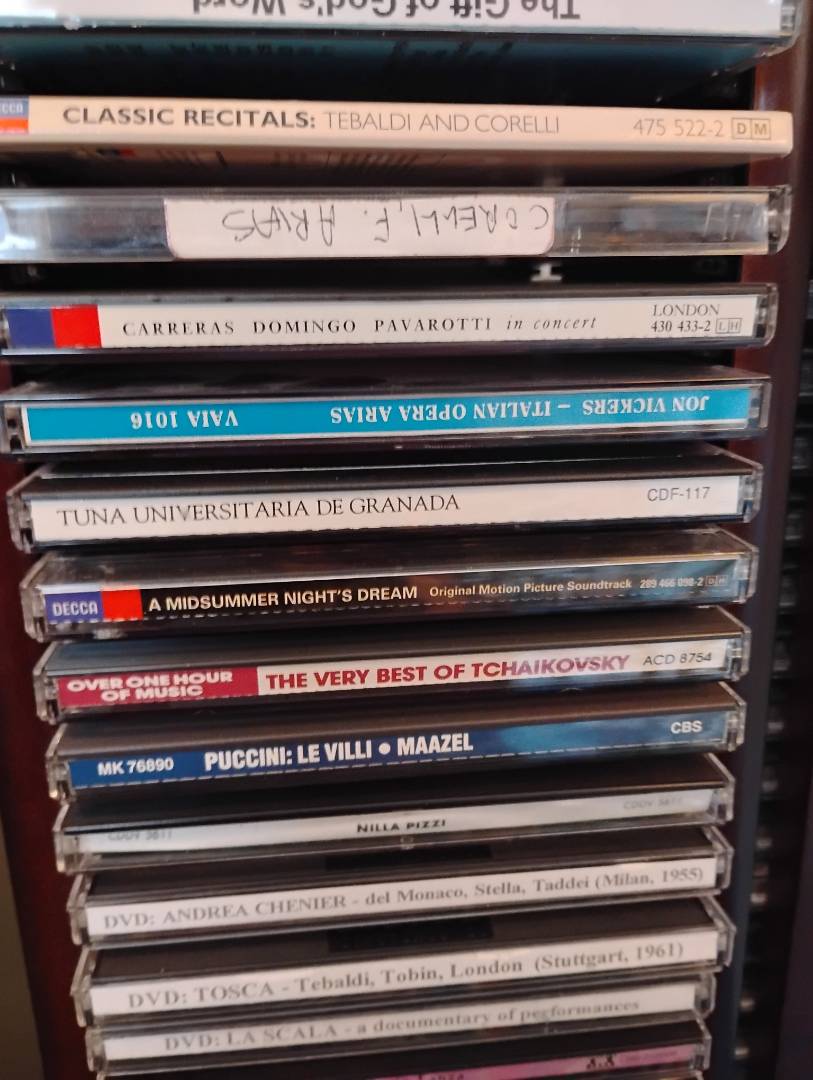 The Gift of God's Word
DECCA
CLASSIC RECITALS: TEBALDI AND CORELLI 475 522-2 D M
CORELLI, F. ARIAS
CARRERAS DOMINGO PAVAROTTI in concert
LONDON
430 433-2 L H
JON VICKERS – ITALIAN OPERA ARIAS VAIA 1016
TUNA UNIVERSITARIA DE GRANADA CDF-117
DECCA A MIDSUMMER NIGHT'S DREAM Original Motion Picture Soundtrack 289 466 098-2 D H
OVER ONE HOUR
OF MUSIC
THE VERY BEST OF TCHAIKOVSKY ACD 8754
MK 76890 PUCCINI: LE VILLI • MAAZEL CBS
CDDV 5611 NILLA PIZZI CDDV 5611
DVD: ANDREA CHENIER - del Monaco, Stella, Taddei (Milan, 1955)
DVD: TOSCA - Tebaldi, Tobin, London (Stuttgart, 1961)
DVD: LA SCALA - a documentary of performances